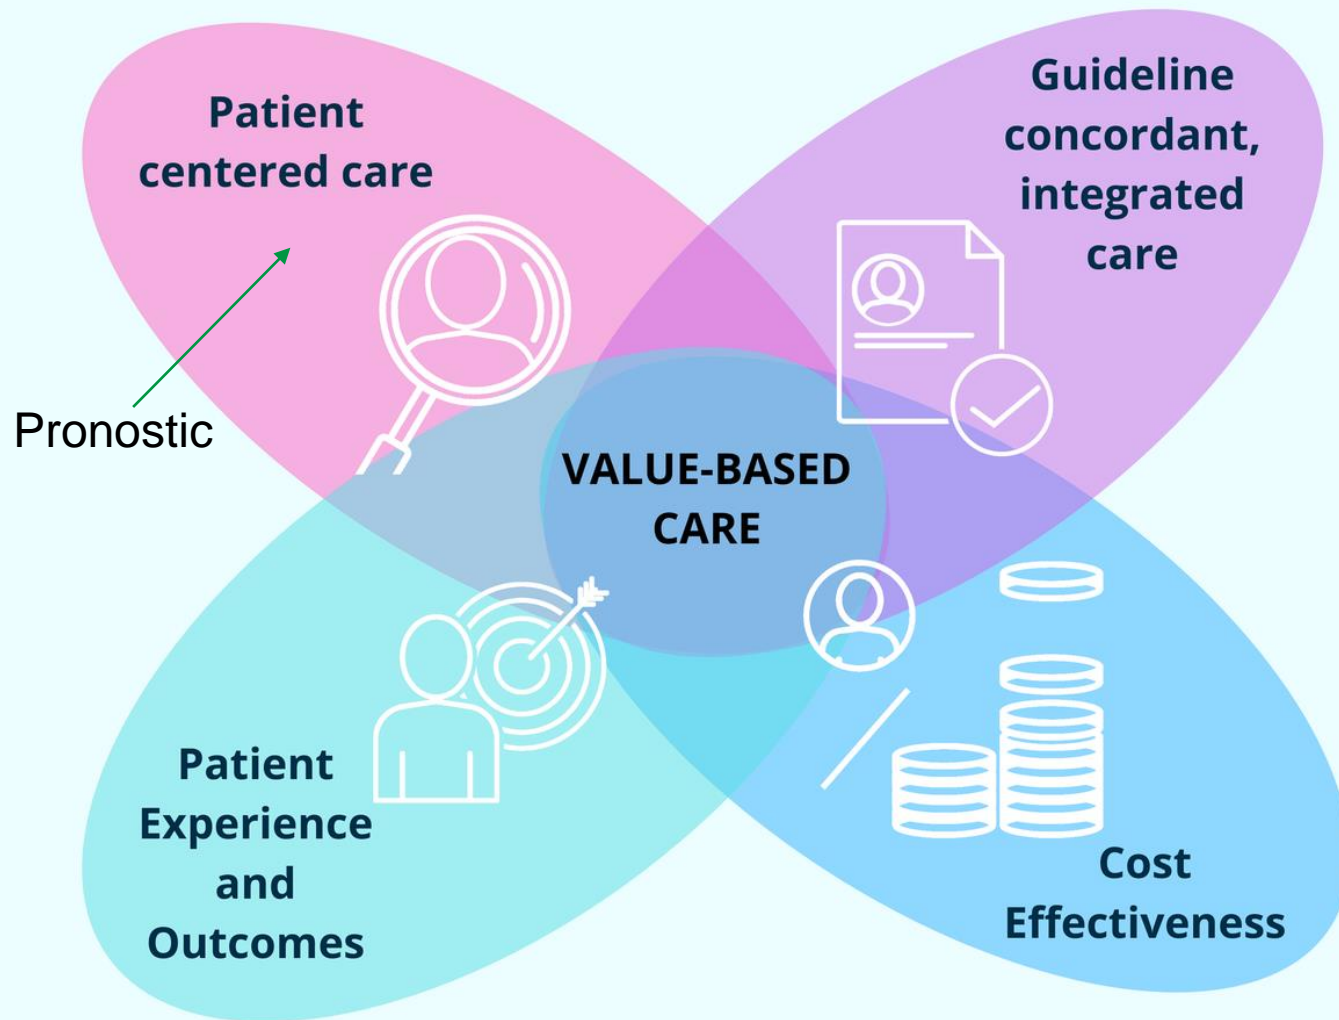 Patient
centered care
Guideline
concordant,
integrated
care
Pronostic
VALUE-BASED
CARE
Patient
Experience
and
Outcomes
Cost
Effectiveness